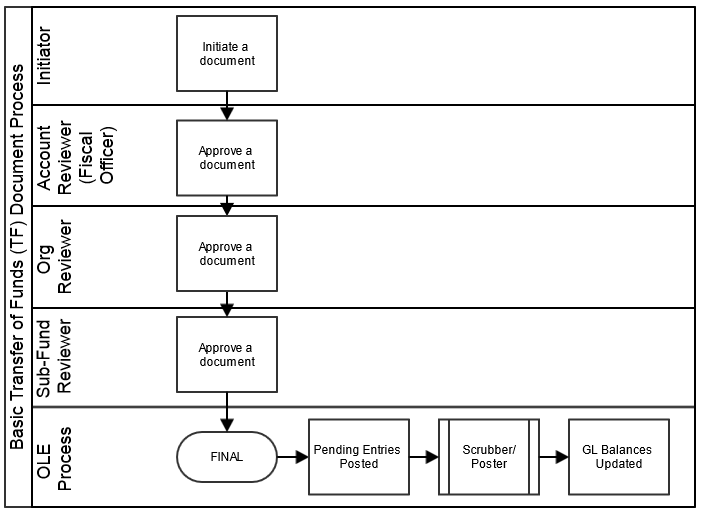 Basic Transfer of Funds (TF) Document Process
Initiator
Initiate a
document
Account
Reviewer
(Fiscal
Officer)
Approve a
document
Org
Reviewer
Approve a
document
Sub-Fund
Reviewer
Approve a
document
OLE
Process
FINAL
Pending Entries
Posted
Scrubber/
Poster
GL Balances
Updated